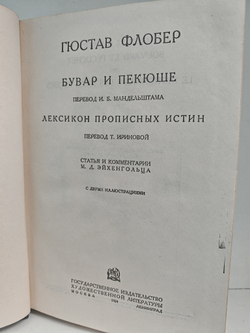 ГЮСТАВ ФЛОБЕР
БУВАР И ПЕКЮШЕ
ПЕРЕВОД И. Б. МАНДЕЛЬШТАМА
ЛЕКСИКОН ПРОПИСНЫХ ИСТИН
ПЕРЕВОД Т. ИРИНОВОЙ
СТАТЬЯ И КОММЕНТАРИИ
М. Д. ЭЙХЕНГОЛЬЦА
С ДВУМЯ ИЛЛЮСТРАЦИЯМИ
ГОСУДАРСТВЕННОЕ ИЗДАТЕЛЬСТВО
ХУДОЖЕСТВЕННОЙ ЛИТЕРАТУРЫ
МОСКВА ЛЕНИНГРАД